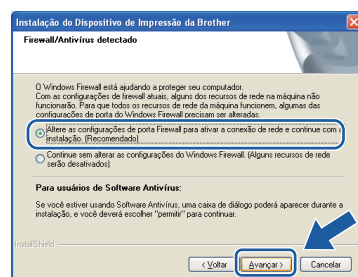 Instalação do Dispositivo de Impressão da Brother
Firewall/Antivírus detectado
O Windows Firewall está ajudando a proteger seu computador.
Com as configurações de firewall atuais, alguns dos recursos de rede na máquina não
funcionarão. Para que todos os recursos de rede da máquina funcionem, algumas das
configurações de porta do Windows Firewall precisam ser alteradas.
Altere as configurações de porta Firewall para ativar a conexão de rede e continue com a
instalação. (Recomendado)
Continue sem alterar as configurações do Windows Firewall. (Alguns recursos de rede
serão desativados)
Para usuários de Software Antivírus:
Se você estiver usando Software Antivírus, uma caixa de diálogo poderá aparecer durante a
instalação, e você deverá escolher "permitir" para continuar.
InstallShield
< Voltar Avançar > Cancelar